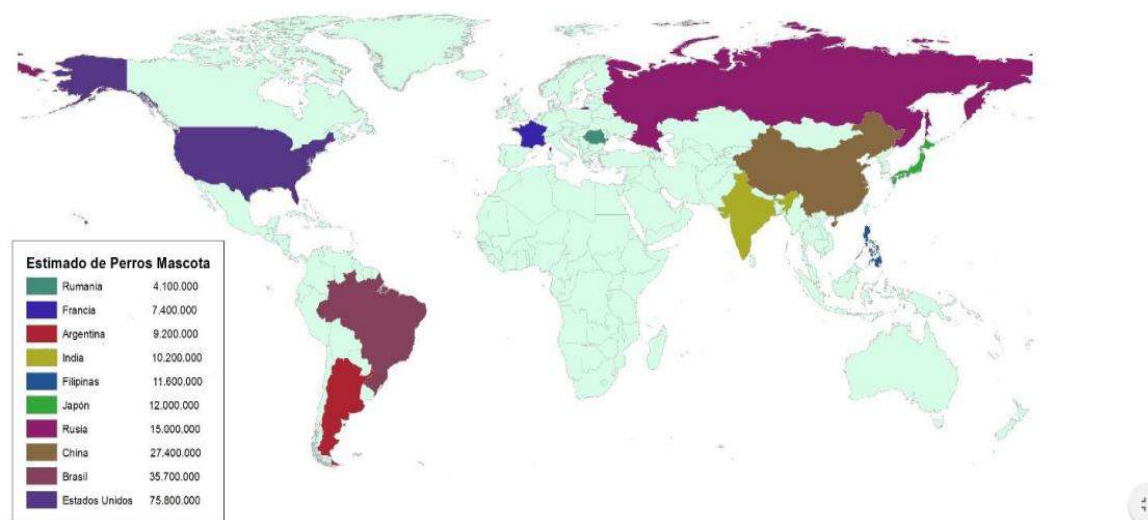 Estimado de Perros Mascota
Rumania 4.100.000
Francia 7.400.000
Argentina 9.200.000
India 10.200.000
Filipinas 11.600.000
Japón 12.000.000
Rusia 15.000.000
China 27.400.000
Brasil 35.700.000
Estados Unidos 75.800.000